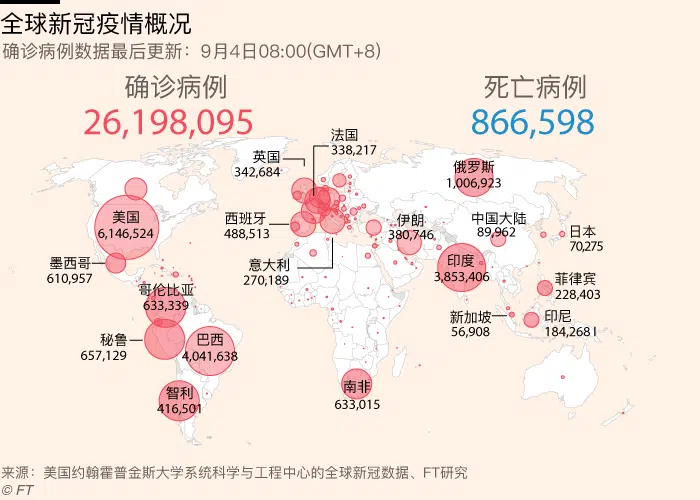 全球新冠疫情概况
确诊病例数据最后更新：9月4日08:00(GMT+8)
确诊病例
26,198,095
死亡病例
866,598
法国
338,217
英国
342,684
俄罗斯
1,006,923
美国
6,146,524
西班牙
488,513
伊朗
380,746
中国大陆
89,962
日本
70,275
墨西哥
610,957
意大利
270,189
印度
3,853,406
菲律宾
228,403
哥伦比亚
633,339
新加坡
56,908
印尼
184,268
秘鲁
657,129
巴西
4,041,638
智利
416,501
南非
633,015
来源：美国约翰霍普金斯大学系统科学与工程中心的全球新冠数据、FT研究
© FT